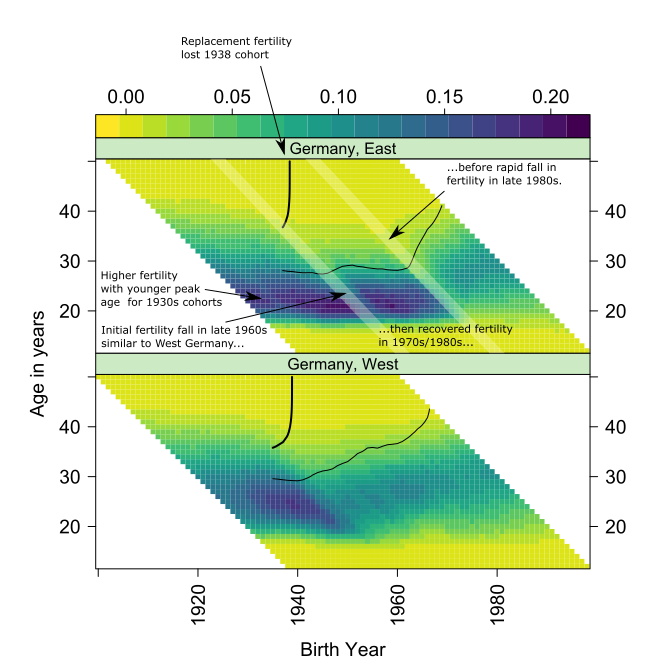 Replacement fertility
lost 1938 cohort
0.00 0.05 0.10 0.15 0.20
Germany, East
...before rapid fall in
fertility in late 1980s.
40 40
30 30
Higher fertility
with younger peak
age for 1930s cohorts
20 20
Initial fertility fall in late 1960s
similar to West Germany...
...then recovered fertility
in 1970s/1980s...
Germany, West
40 40
30 30
20 20
Age in years
1920 1940 1960 1980
Birth Year